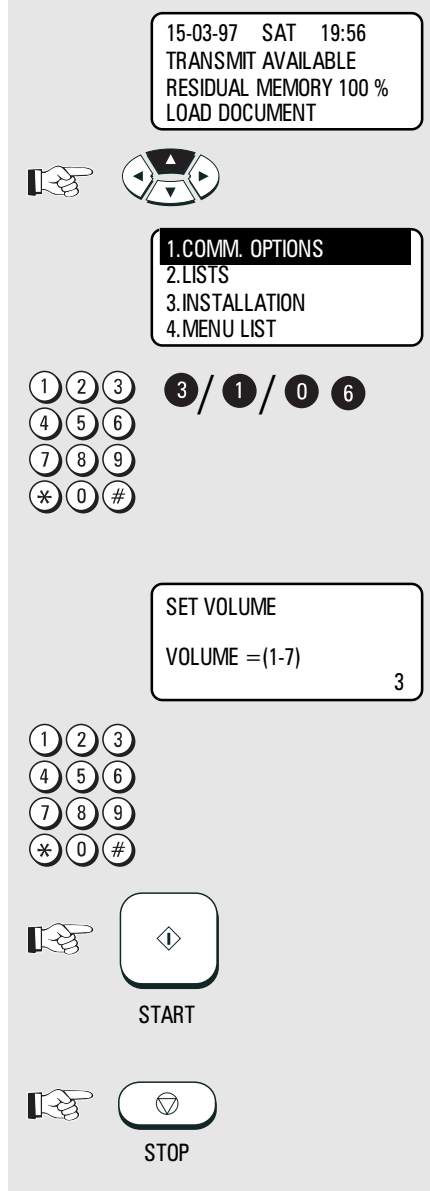 15-03-97 SAT 19:56
TRANSMIT AVAILABLE
RESIDUAL MEMORY 100 %
LOAD DOCUMENT
1.COMM. OPTIONS
2.LISTS
3.INSTALLATION
4.MENU LIST
1 2 3 3/ 1/ 0 6
4 5 6
7 8 9
* 0 #
SET VOLUME
VOLUME =(1-7)
3
1 2 3
4 5 6
7 8 9
* 0 #
START
STOP